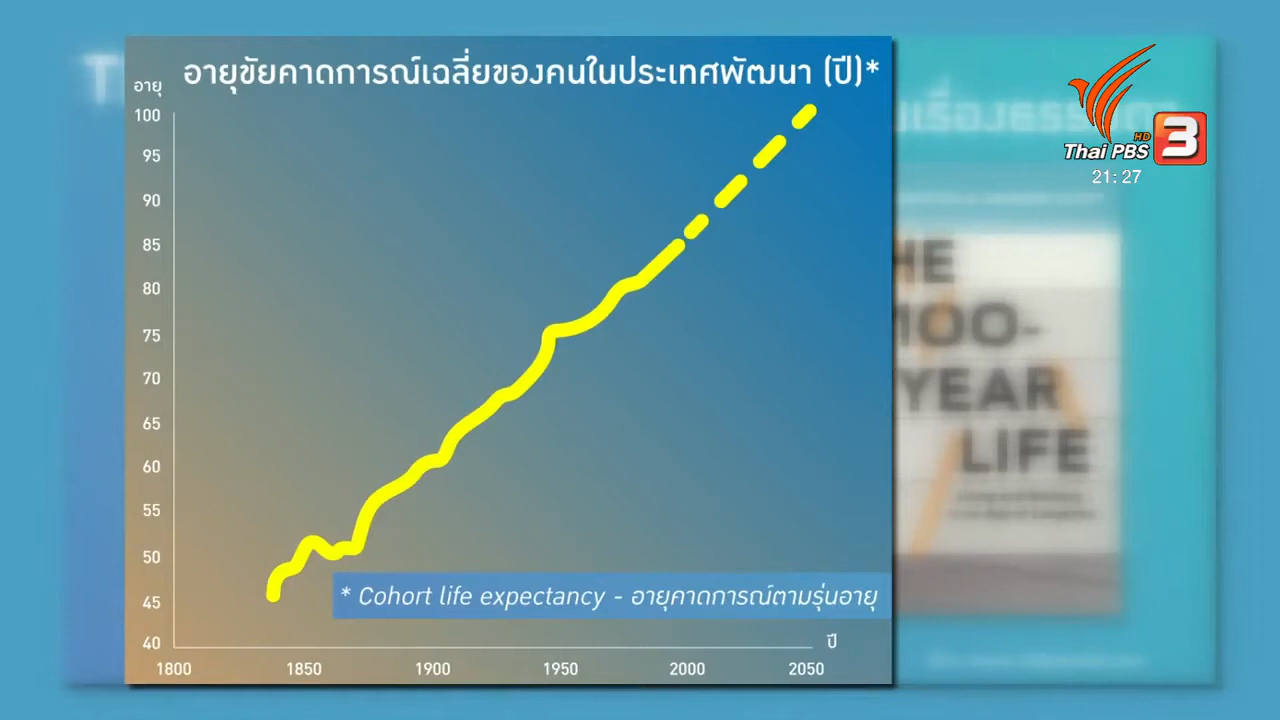 อายุขัยคาดการณ์เฉลี่ยของคนในประเทศพัฒนา (ปี)*
อายุ
100
95
90
85
80
75
70
65
60
55
50
45
40
* Cohort life expectancy - อายุคาดการณ์ตามรุ่นอายุ
ปี
1800
1850
1900
1950
2000
2050
HD
Thai PBS 3
21:27
HE
100-
YEAR
LIFE